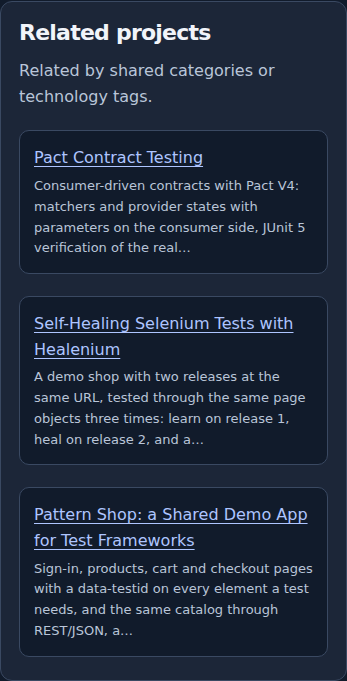 Related projects
Related by shared categories or
technology tags.
Pact Contract Testing
Consumer-driven contracts with Pact V4:
matchers and provider states with
parameters on the consumer side, JUnit 5
verification of the real…
Self-Healing Selenium Tests with
Healenium
A demo shop with two releases at the
same URL, tested through the same page
objects three times: learn on release 1,
heal on release 2, and a…
Pattern Shop: a Shared Demo App
for Test Frameworks
Sign-in, products, cart and checkout pages
with a data-testid on every element a test
needs, and the same catalog through
REST/JSON, a…